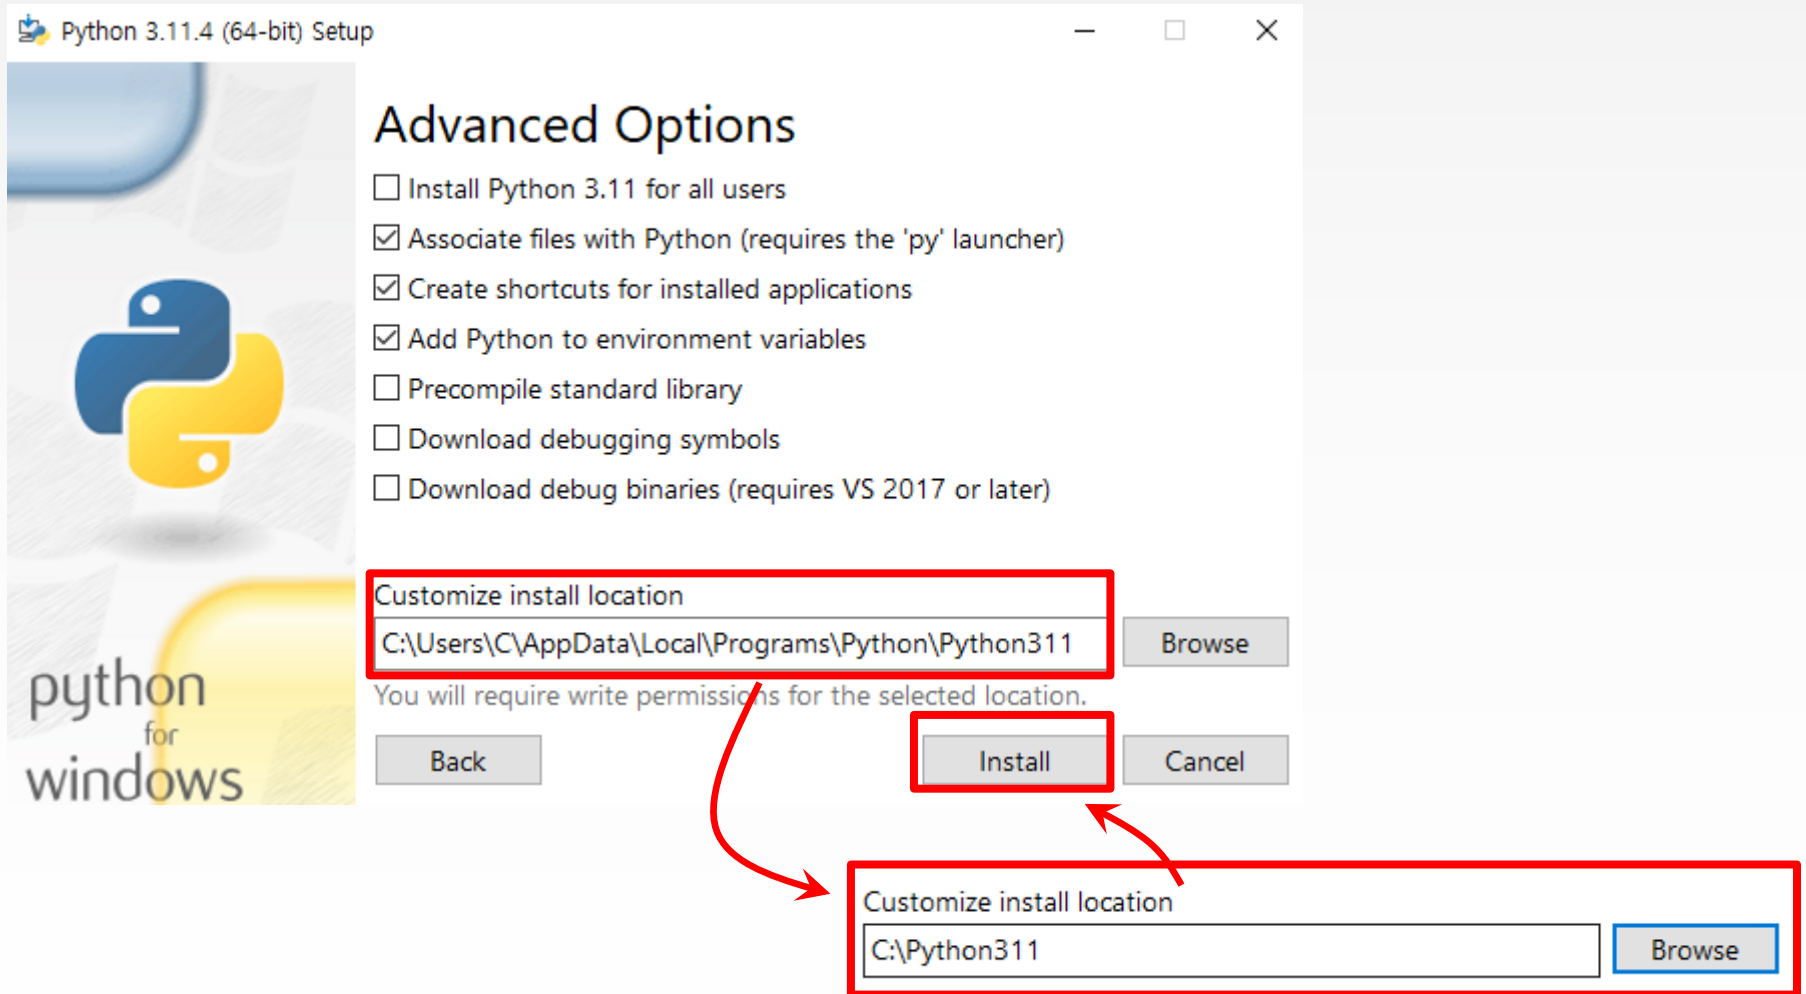 Python 3.11.4 (64-bit) Setup
Advanced Options
Install Python 3.11 for all users
Associate files with Python (requires the 'py' launcher)
Create shortcuts for installed applications
Add Python to environment variables
Precompile standard library
Download debugging symbols
Download debug binaries (requires VS 2017 or later)
Customize install location
C:\Users\C\AppData\Local\Programs\Python\Python311
Browse
You will require write permissions for the selected location.
python
for
windows
Back
Install
Cancel
Customize install location
C:\Python311
Browse